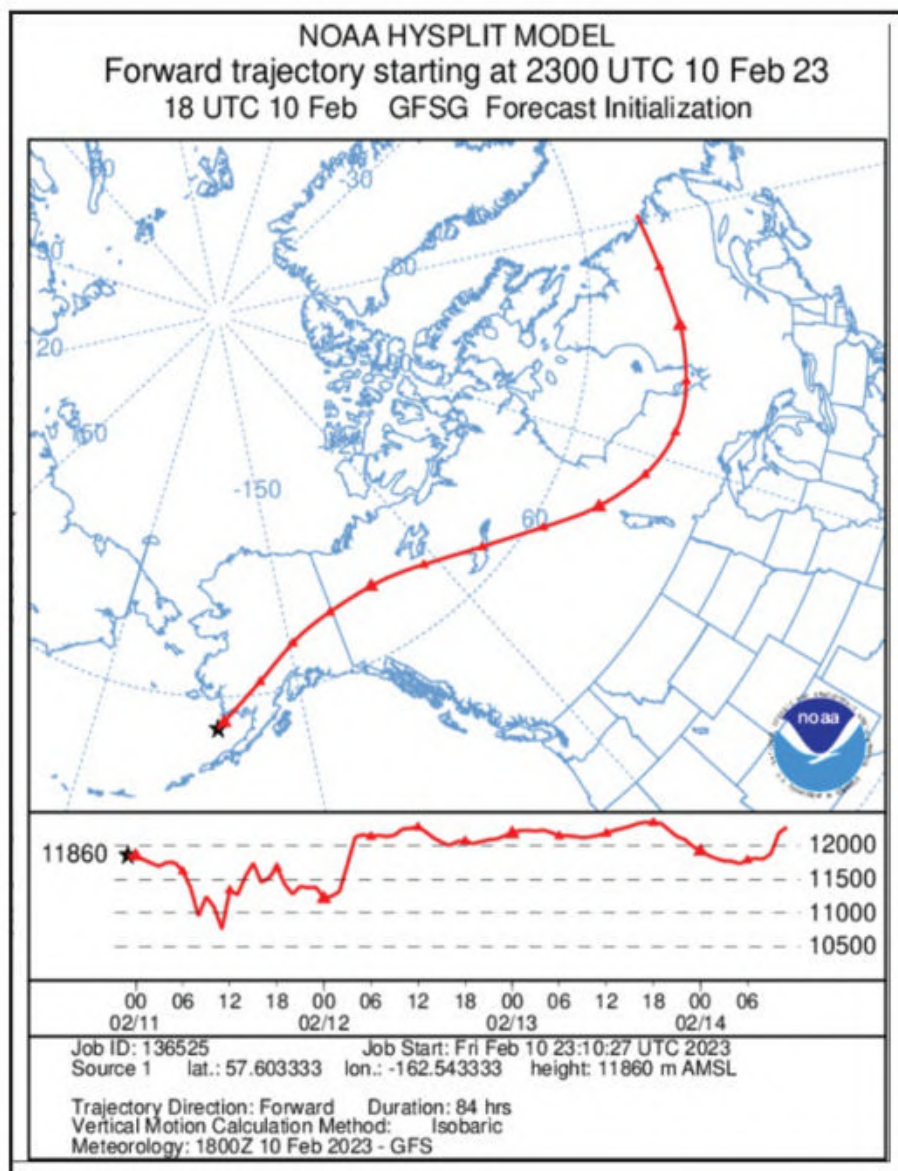 NOAA HYSPLIT MODEL
Forward trajectory starting at 2300 UTC 10 Feb 23
18 UTC 10 Feb GFSG Forecast Initialization
30
60
-150
60
noaa
11860
12000
11500
11000
10500
00 06 12 18 00 06 12 18 00 06 12 18 00 06
02/11 02/12 02/13 02/14
Job ID: 136525 Job Start: Fri Feb 10 23:10:27 UTC 2023
Source 1 lat.: 57.603333 lon.: -162.543333 height: 11860 m AMSL
Trajectory Direction: Forward Duration: 84 hrs
Vertical Motion Calculation Method: Isobaric
Meteorology: 1800Z 10 Feb 2023 - GFS